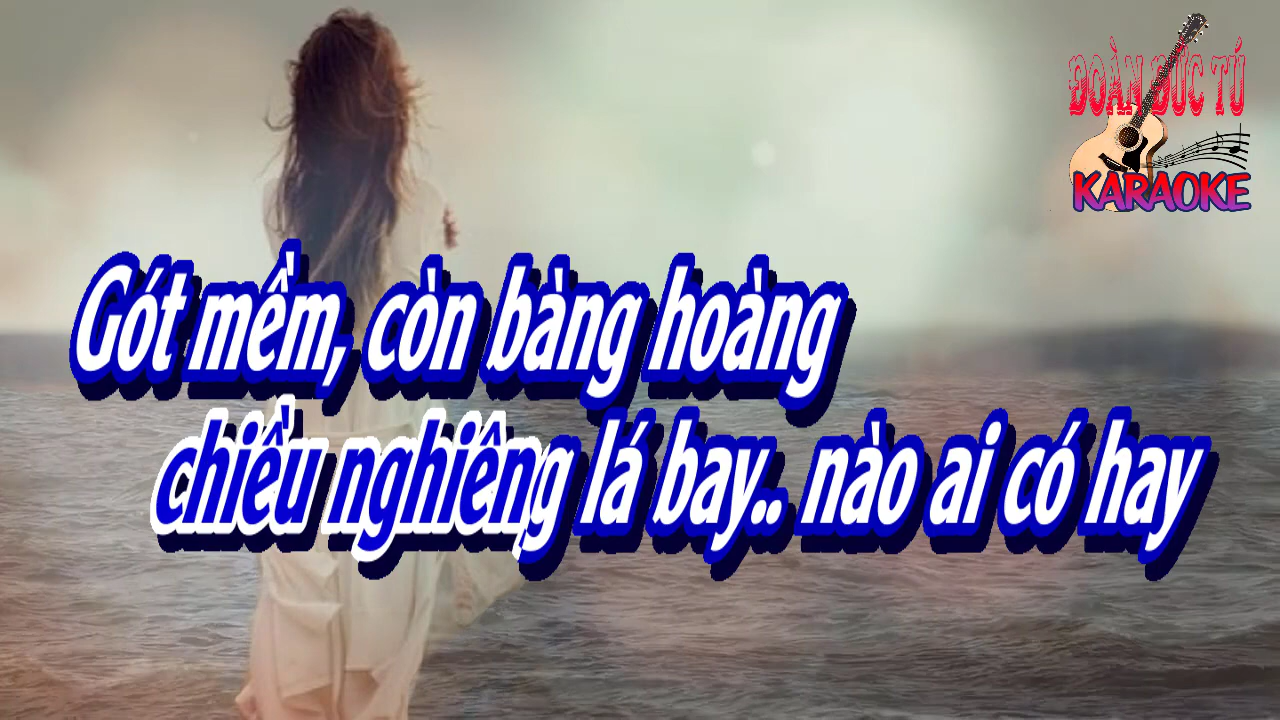 ĐOÀN ĐỨC TÚ
KARAOKE
Gót mềm, còn bàng hoàng
chiều nghiêng lá bay.. nào ai có hay